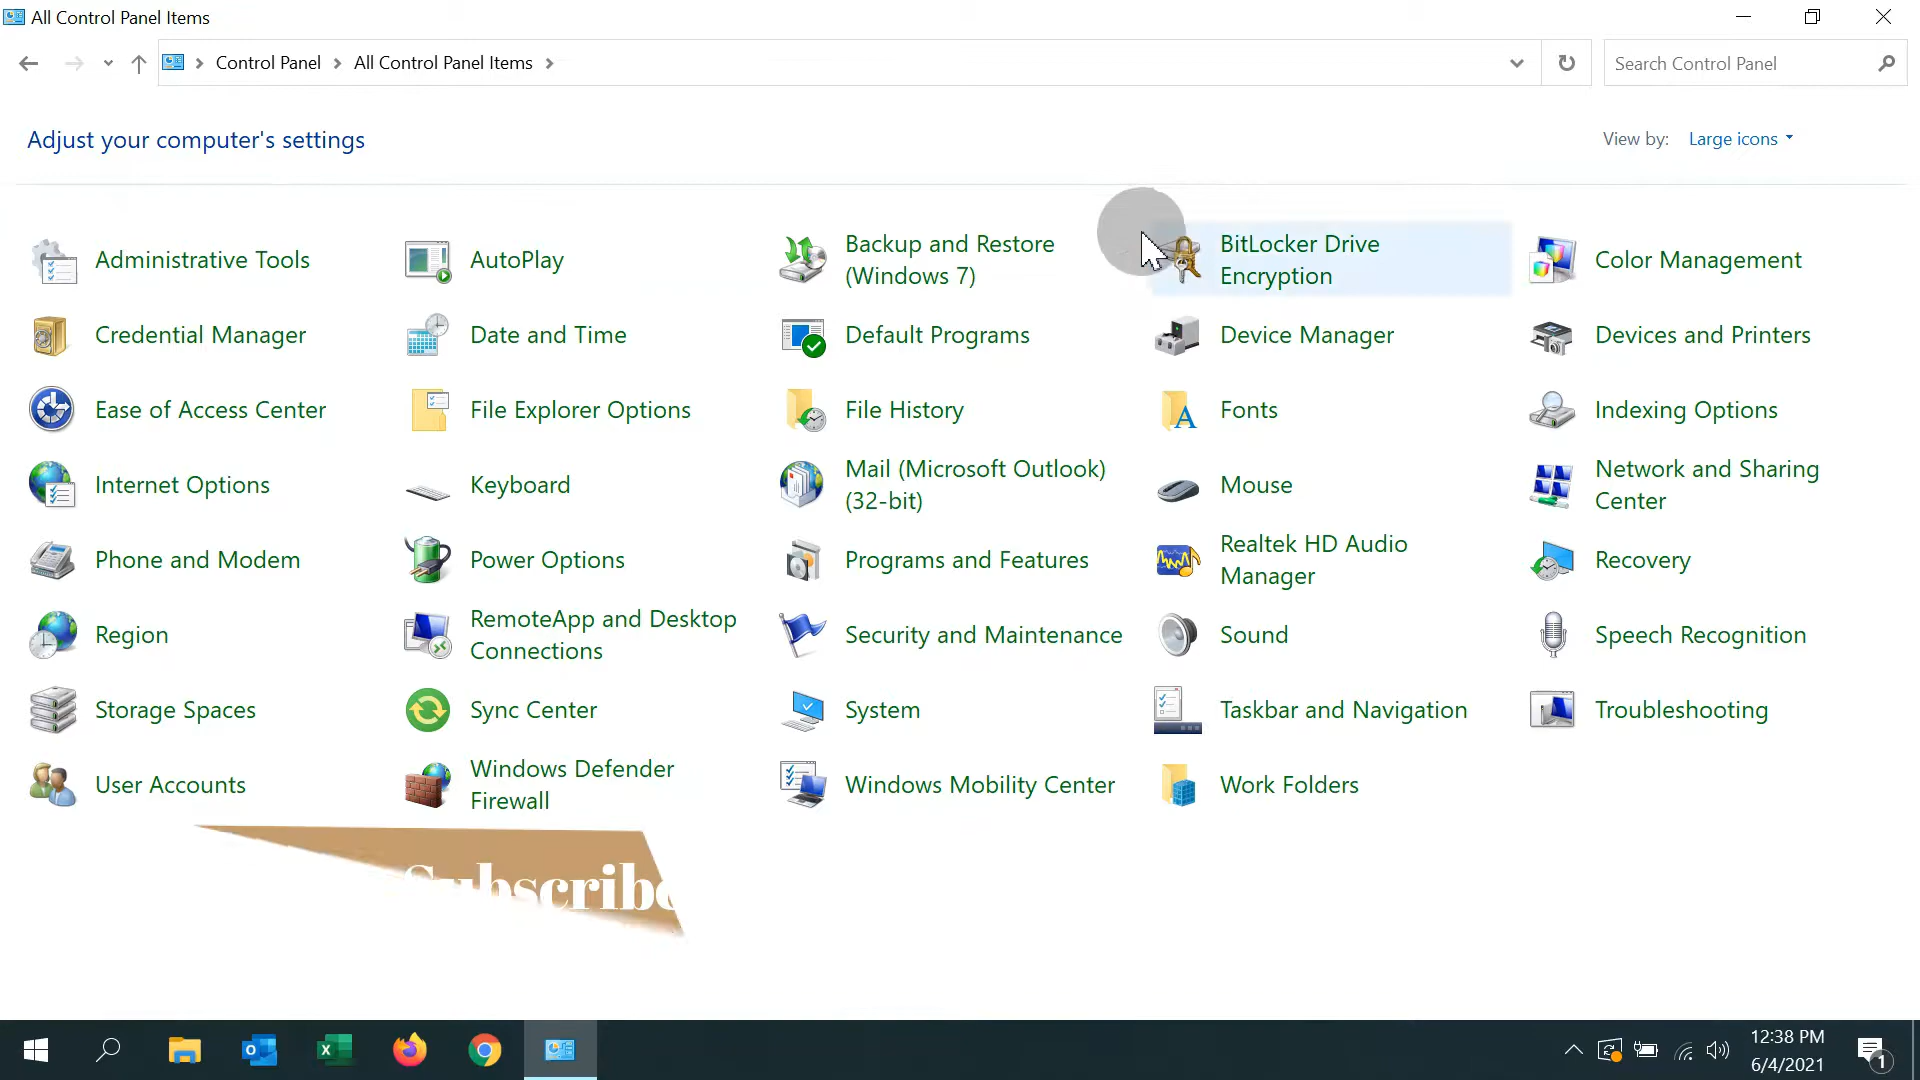 All Control Panel Items
Control Panel
All Control Panel Items
Search Control Panel
Adjust your computer's settings
View by:
Large icons
Administrative Tools
AutoPlay
Backup and Restore
(Windows 7)
BitLocker Drive
Encryption
Color Management
Credential Manager
Date and Time
Default Programs
Device Manager
Devices and Printers
Ease of Access Center
File Explorer Options
File History
Fonts
Indexing Options
Internet Options
Keyboard
Mail (Microsoft Outlook)
(32-bit)
Mouse
Network and Sharing
Center
Phone and Modem
Power Options
Programs and Features
Realtek HD Audio
Manager
Recovery
Region
RemoteApp and Desktop
Connections
Security and Maintenance
Sound
Speech Recognition
Storage Spaces
Sync Center
System
Taskbar and Navigation
Troubleshooting
User Accounts
Windows Defender
Firewall
Windows Mobility Center
Work Folders
Subscribe
12:38 PM
6/4/2021
1